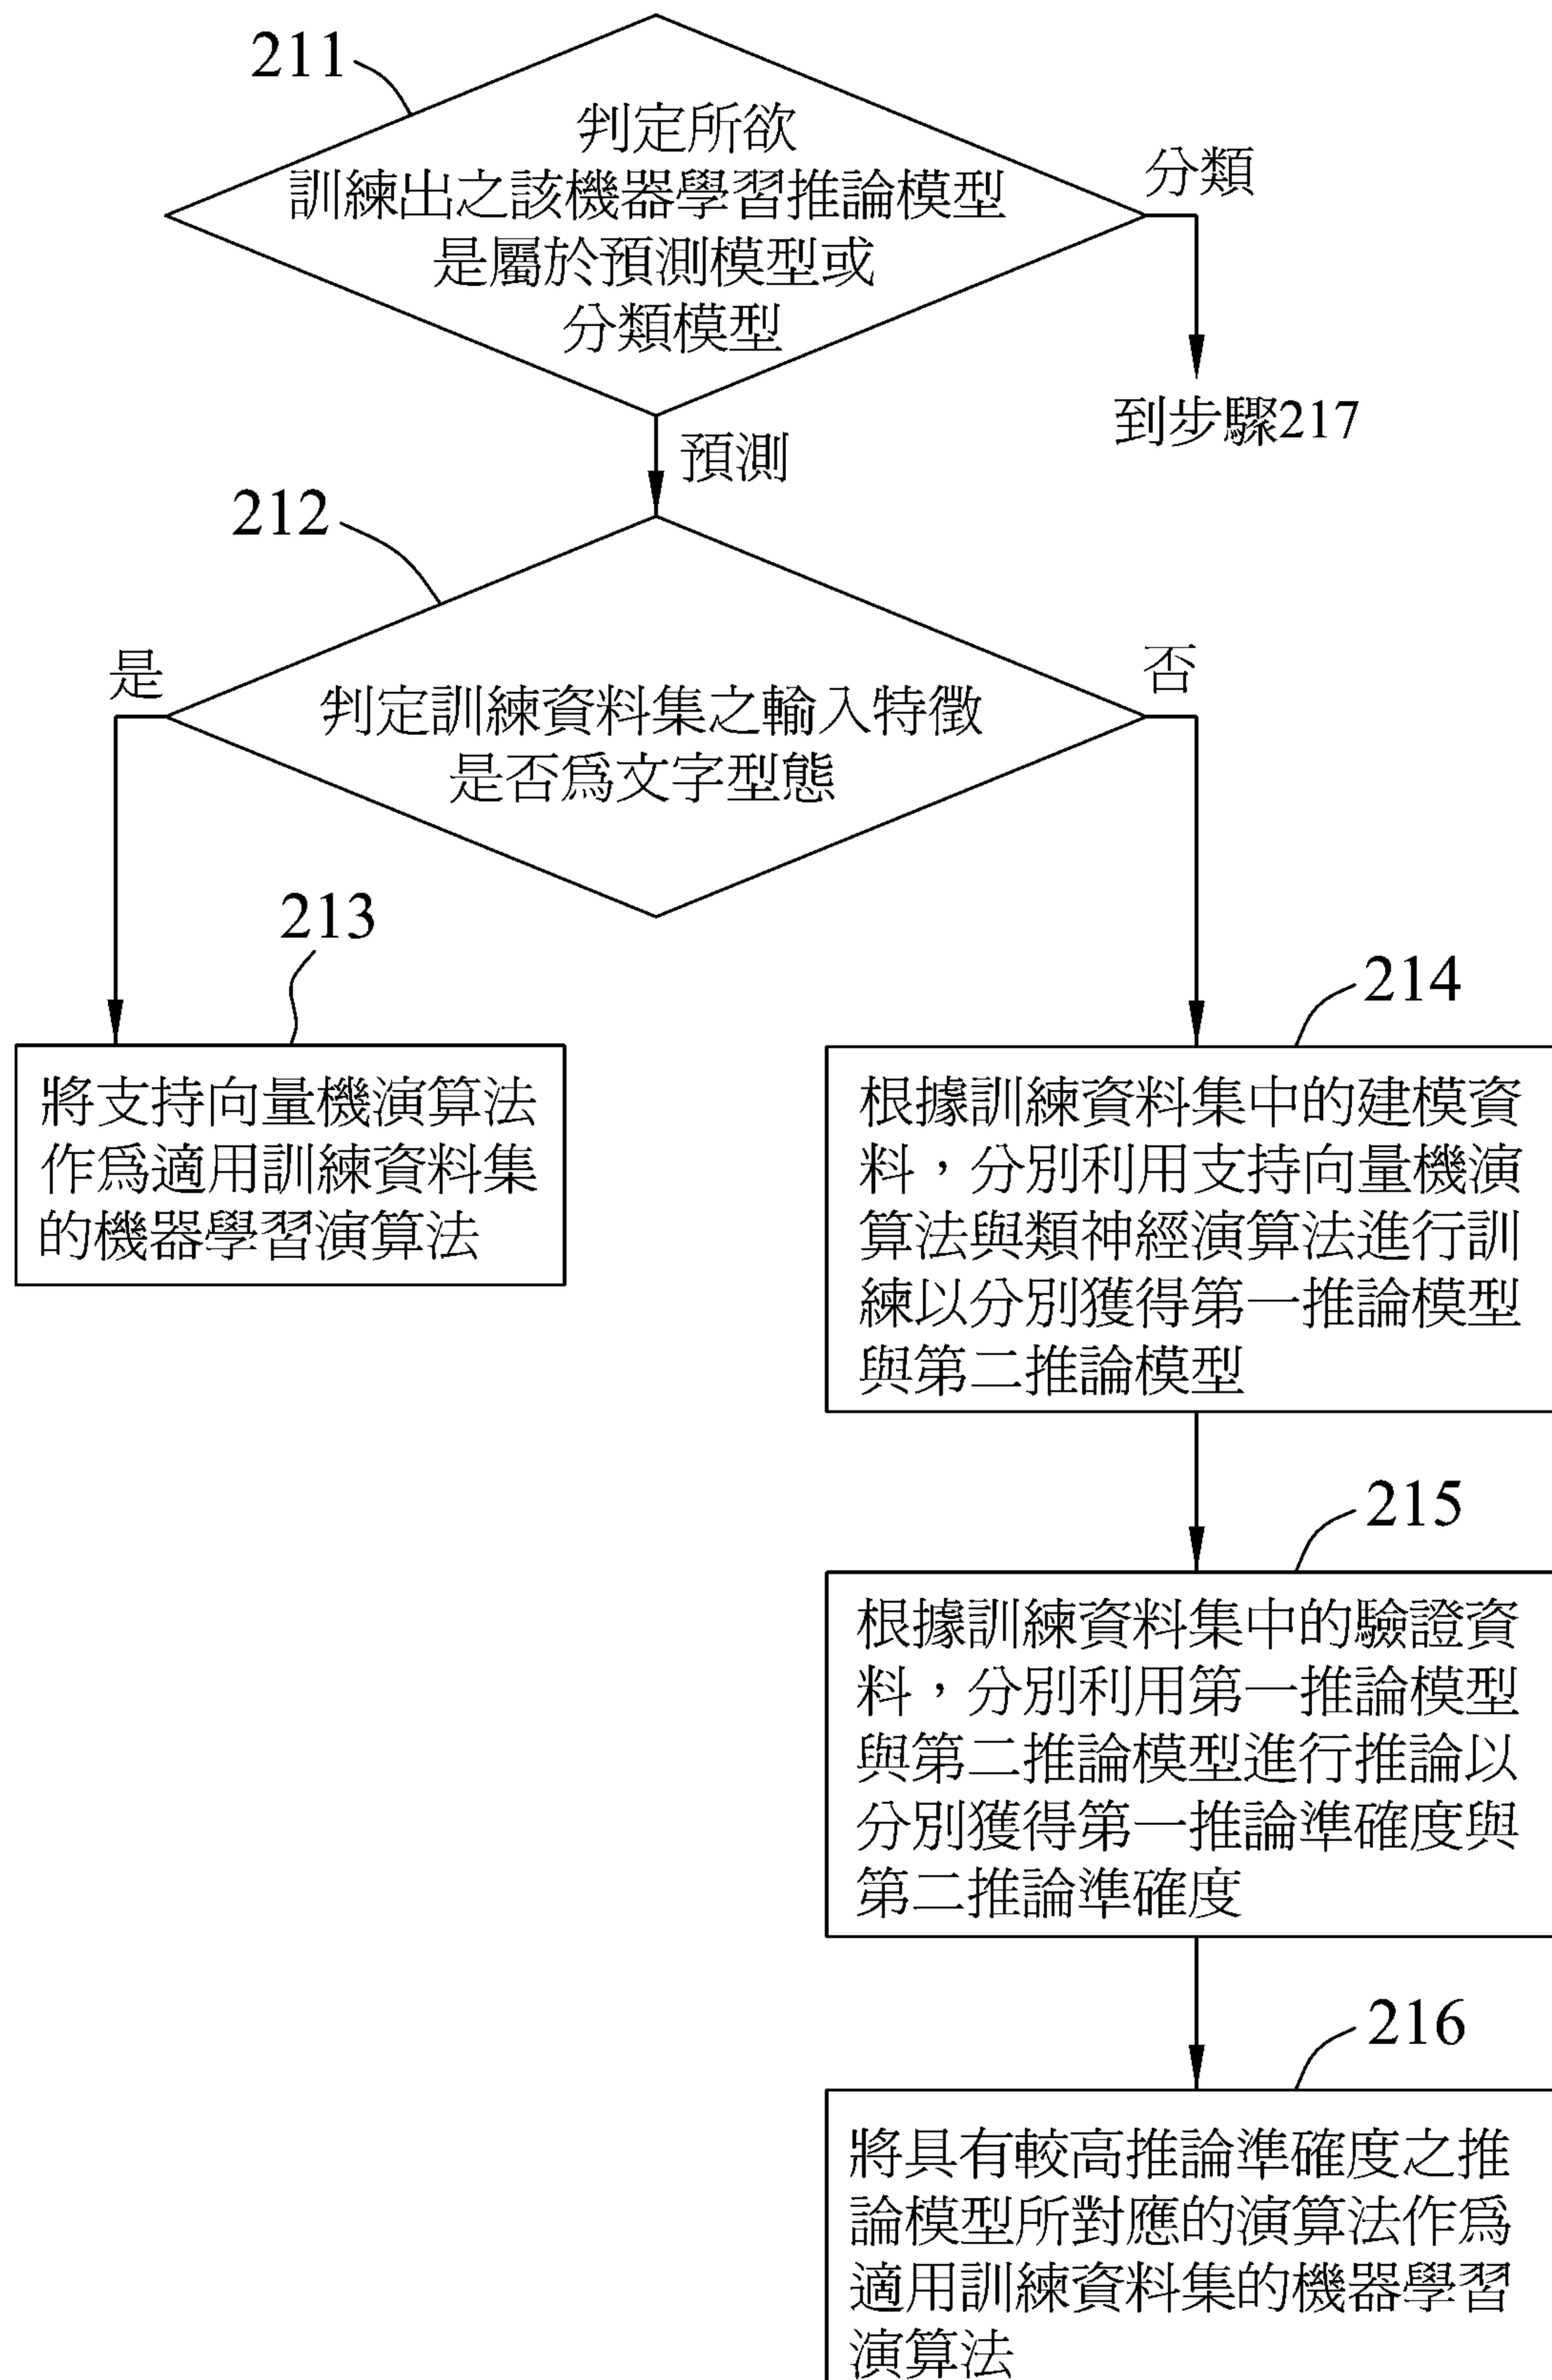 211
判定所欲
訓練出之該機器學習推論模型
是屬於預測模型或
分類模型
分類
到步驟217
預測
212
判定訓練資料集之輸入特徵
是否爲文字型態
是
否
213
將支持向量機演算法
作爲適用訓練資料集
的機器學習演算法
214
根據訓練資料集中的建模資
料，分別利用支持向量機演
算法與類神經演算法進行訓
練以分別獲得第一推論模型
與第二推論模型
215
根據訓練資料集中的驗證資
料，分別利用第一推論模型
與第二推論模型進行推論以
分別獲得第一推論準確度與
第二推論準確度
216
將具有較高推論準確度之推
論模型所對應的演算法作爲
適用訓練資料集的機器學習
演算法